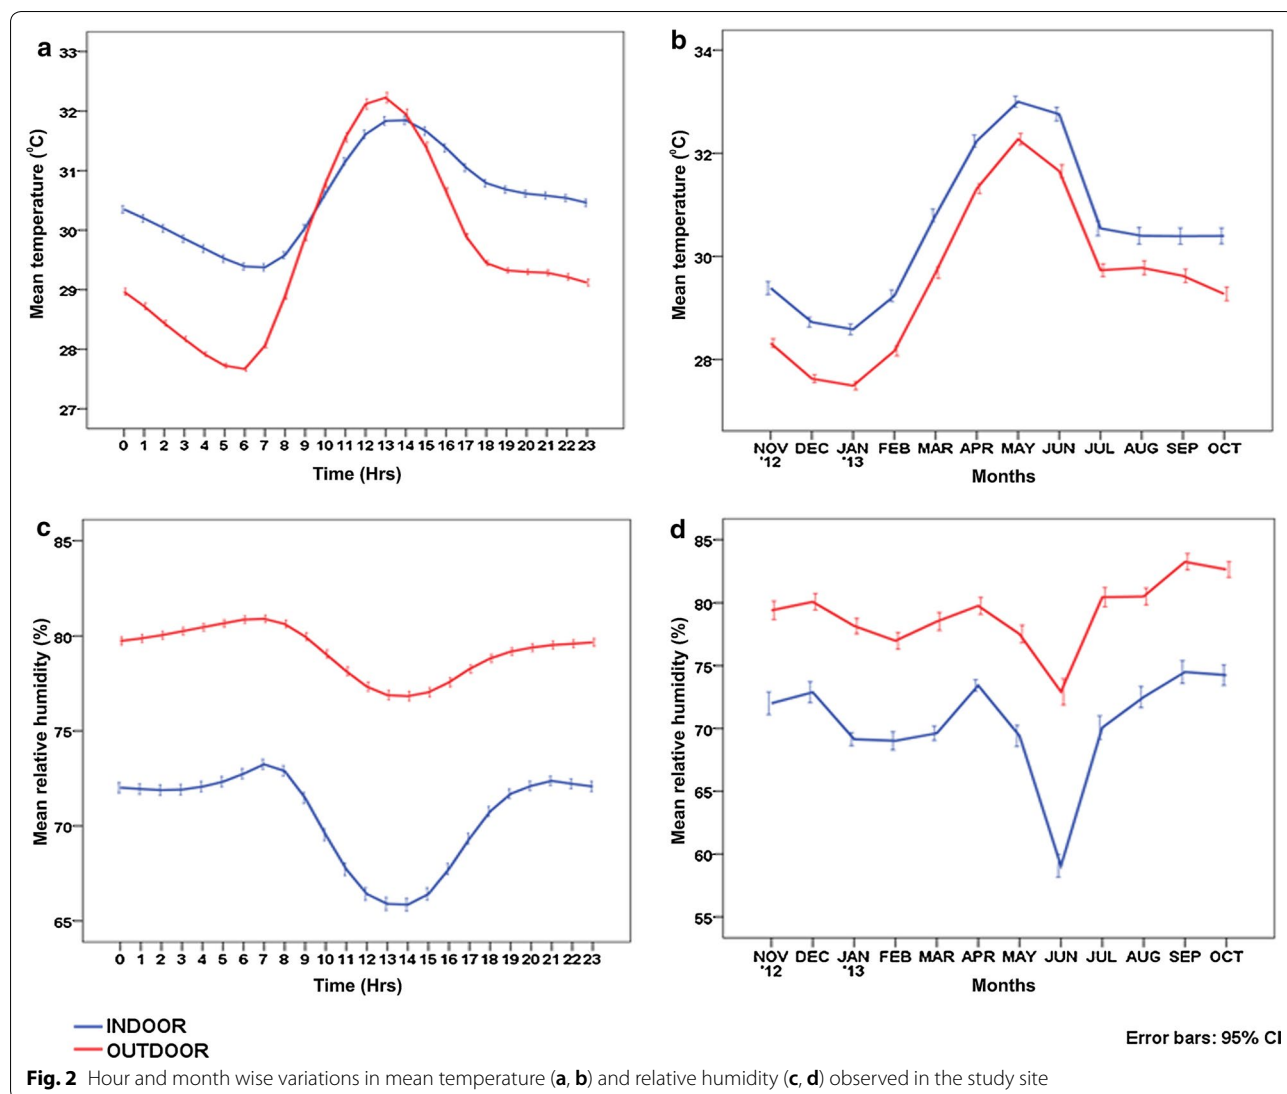 a
33
32
31
30
29
28
27
Mean temperature (⁰C)
0 1 2 3 4 5 6 7 8 9 10 11 12 13 14 15 16 17 18 19 20 21 22 23
Time (Hrs)
b
34
32
30
28
Mean temperature (⁰C)
NOV DEC JAN FEB MAR APR MAY JUN JUL AUG SEP OCT
'12 '13
Months
c
85
80
75
70
65
Mean relative humidity (%)
0 1 2 3 4 5 6 7 8 9 10 11 12 13 14 15 16 17 18 19 20 21 22 23
Time (Hrs)
d
85
80
75
70
65
60
55
Mean relative humidity (%)
NOV DEC JAN FEB MAR APR MAY JUN JUL AUG SEP OCT
'12 '13
Months
INDOOR
OUTDOOR
Error bars: 95% CI
Fig. 2 Hour and month wise variations in mean temperature (a, b) and relative humidity (c, d) observed in the study site